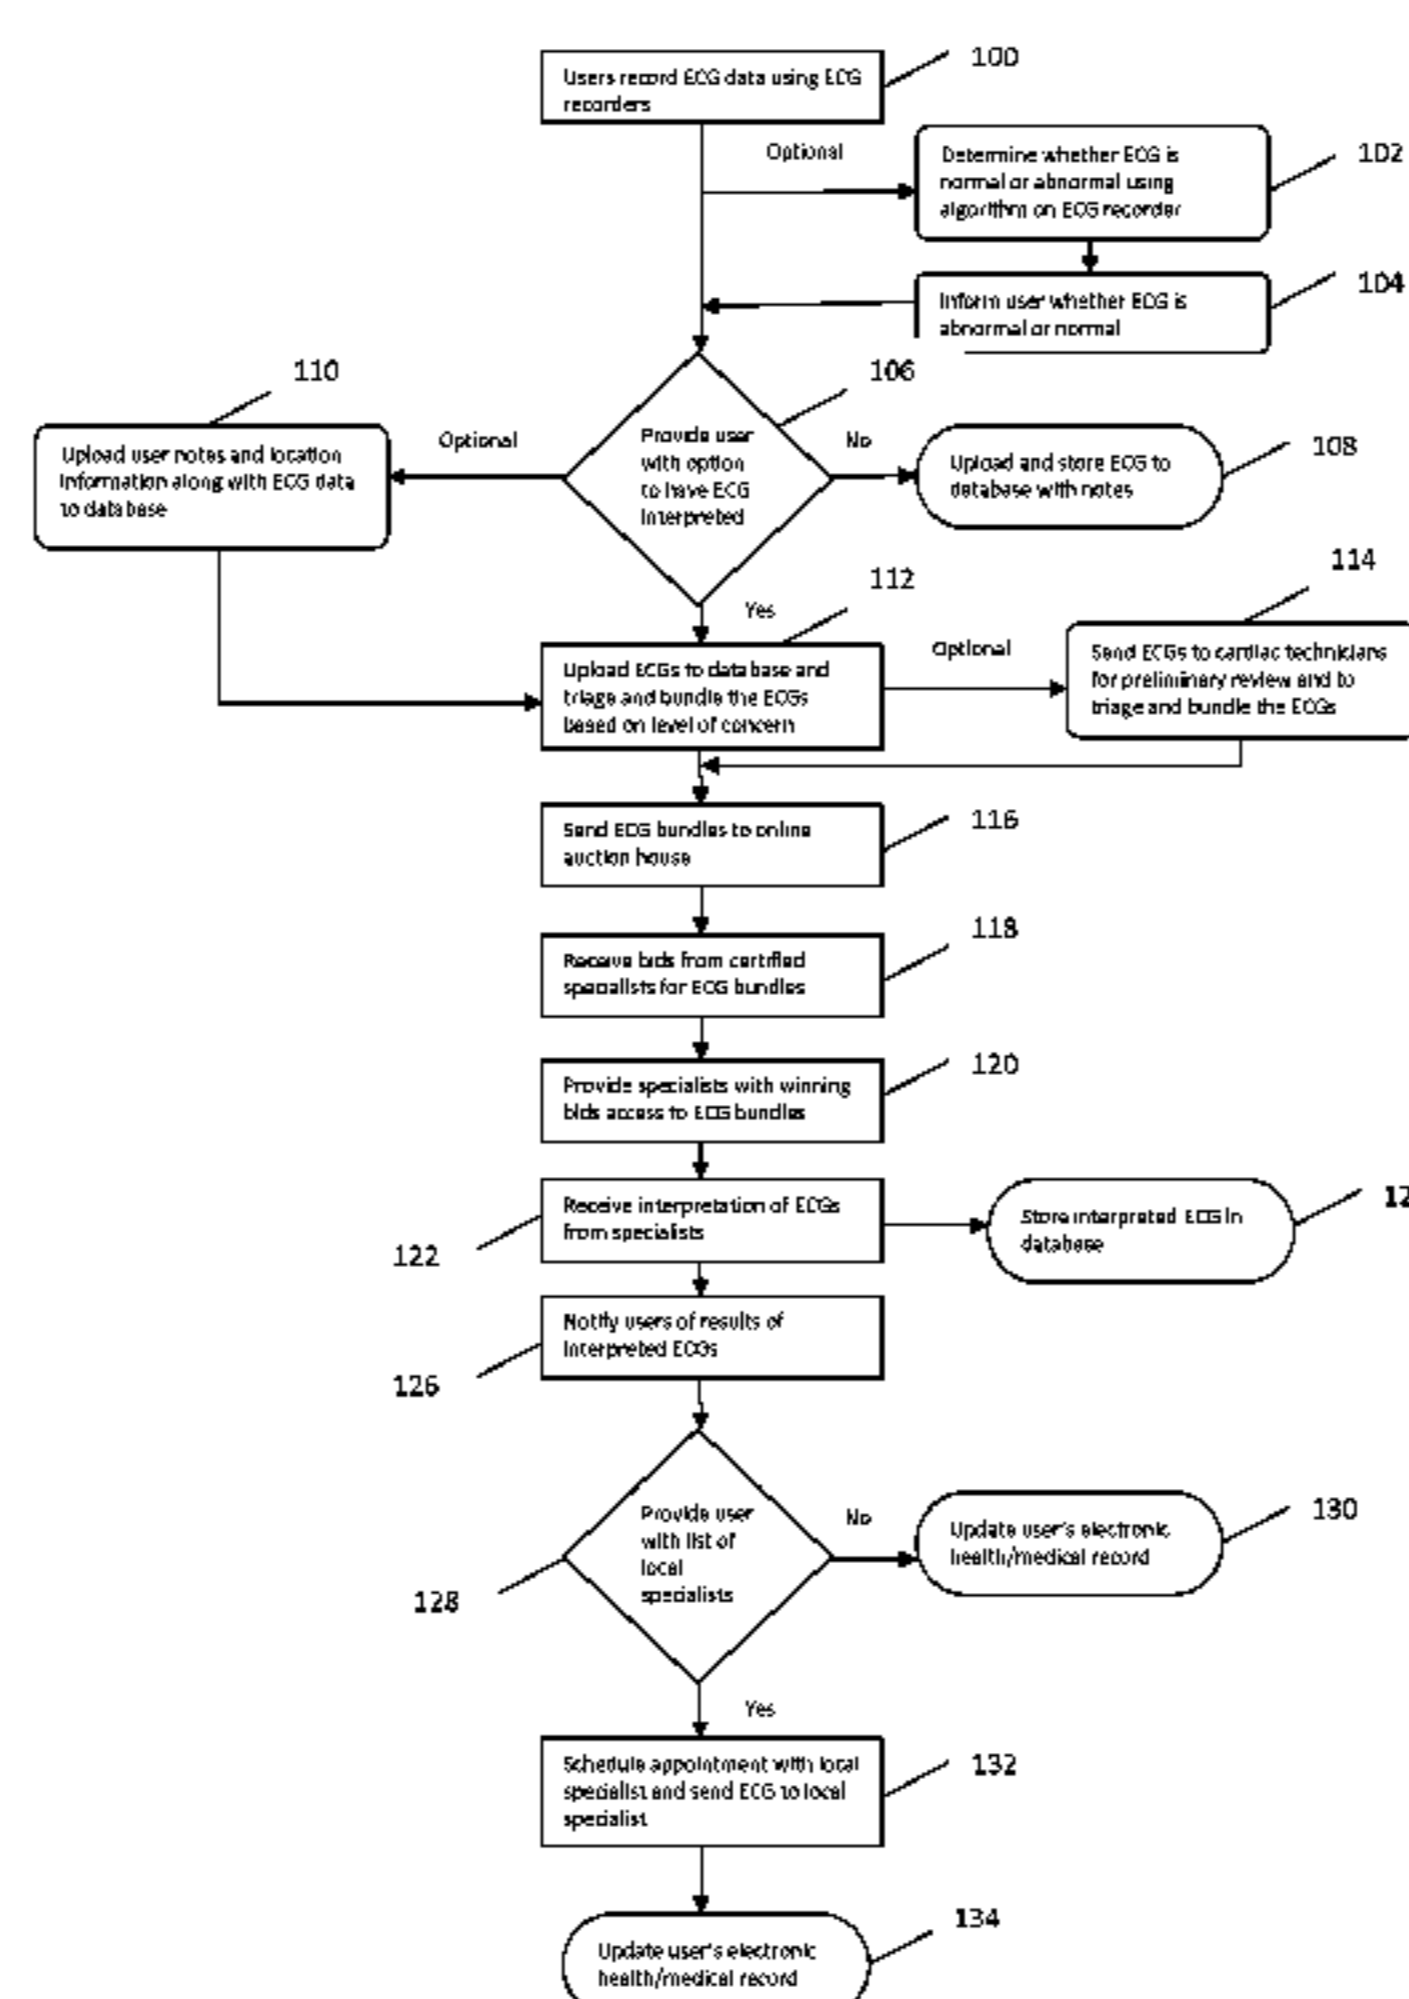 Users record ECG data using ECG
recorders
100
Optional
Determine whether ECG is
normal or abnormal using
algorithm on ECG recorder
102
Inform user whether ECG is
abnormal or normal
104
110
106
Upload user notes and location
information along with ECG data
to database
Optional
Provide user
with option
to have ECG
interpreted
No
Upload and store ECG to
database with notes
108
Yes
112
114
Upload ECGs to database and
triage and bundle the ECGs
based on level of concern
Optional
Send ECGs to cardiac technicians
for preliminary review and to
triage and bundle the ECGs
Send ECG bundles to online
auction house
116
Receive bids from certified
specialists for ECG bundles
118
Provide specialists with winning
bids access to ECG bundles
120
Receive interpretation of ECGs
from specialists
122
Store interpreted ECG in
database
12
Notify users of results of
interpreted ECGs
126
Provide user
with list of
local
specialists
128
No
Update user's electronic
health/medical record
130
Yes
Schedule appointment with local
specialist and send ECG to local
specialist
132
Update user's electronic
health/medical record
134